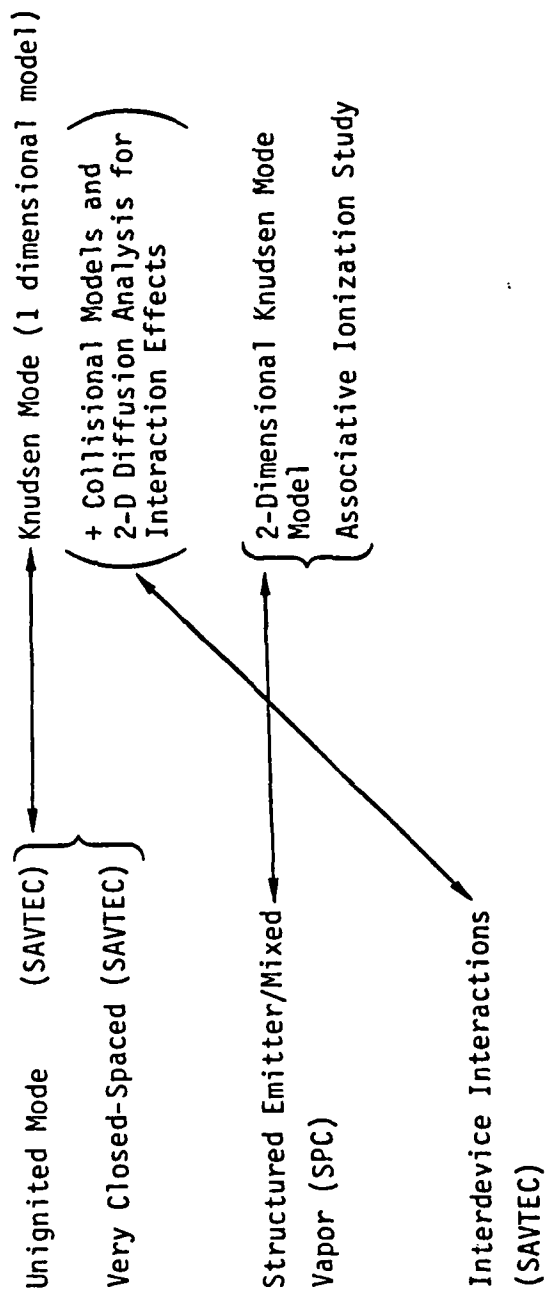 Unignited Mode (SAVTEC)
Very Closed-Spaced (SAVTEC)
Structured Emitter/Mixed
Vapor (SPC)
Interdevice Interactions
(SAVTEC)
Knudsen Mode (1 dimensional model)
+ Collisional Models and
2-D Diffusion Analysis for
Interaction Effects
2-Dimensional Knudsen Mode
Model
Associative Ionization Study